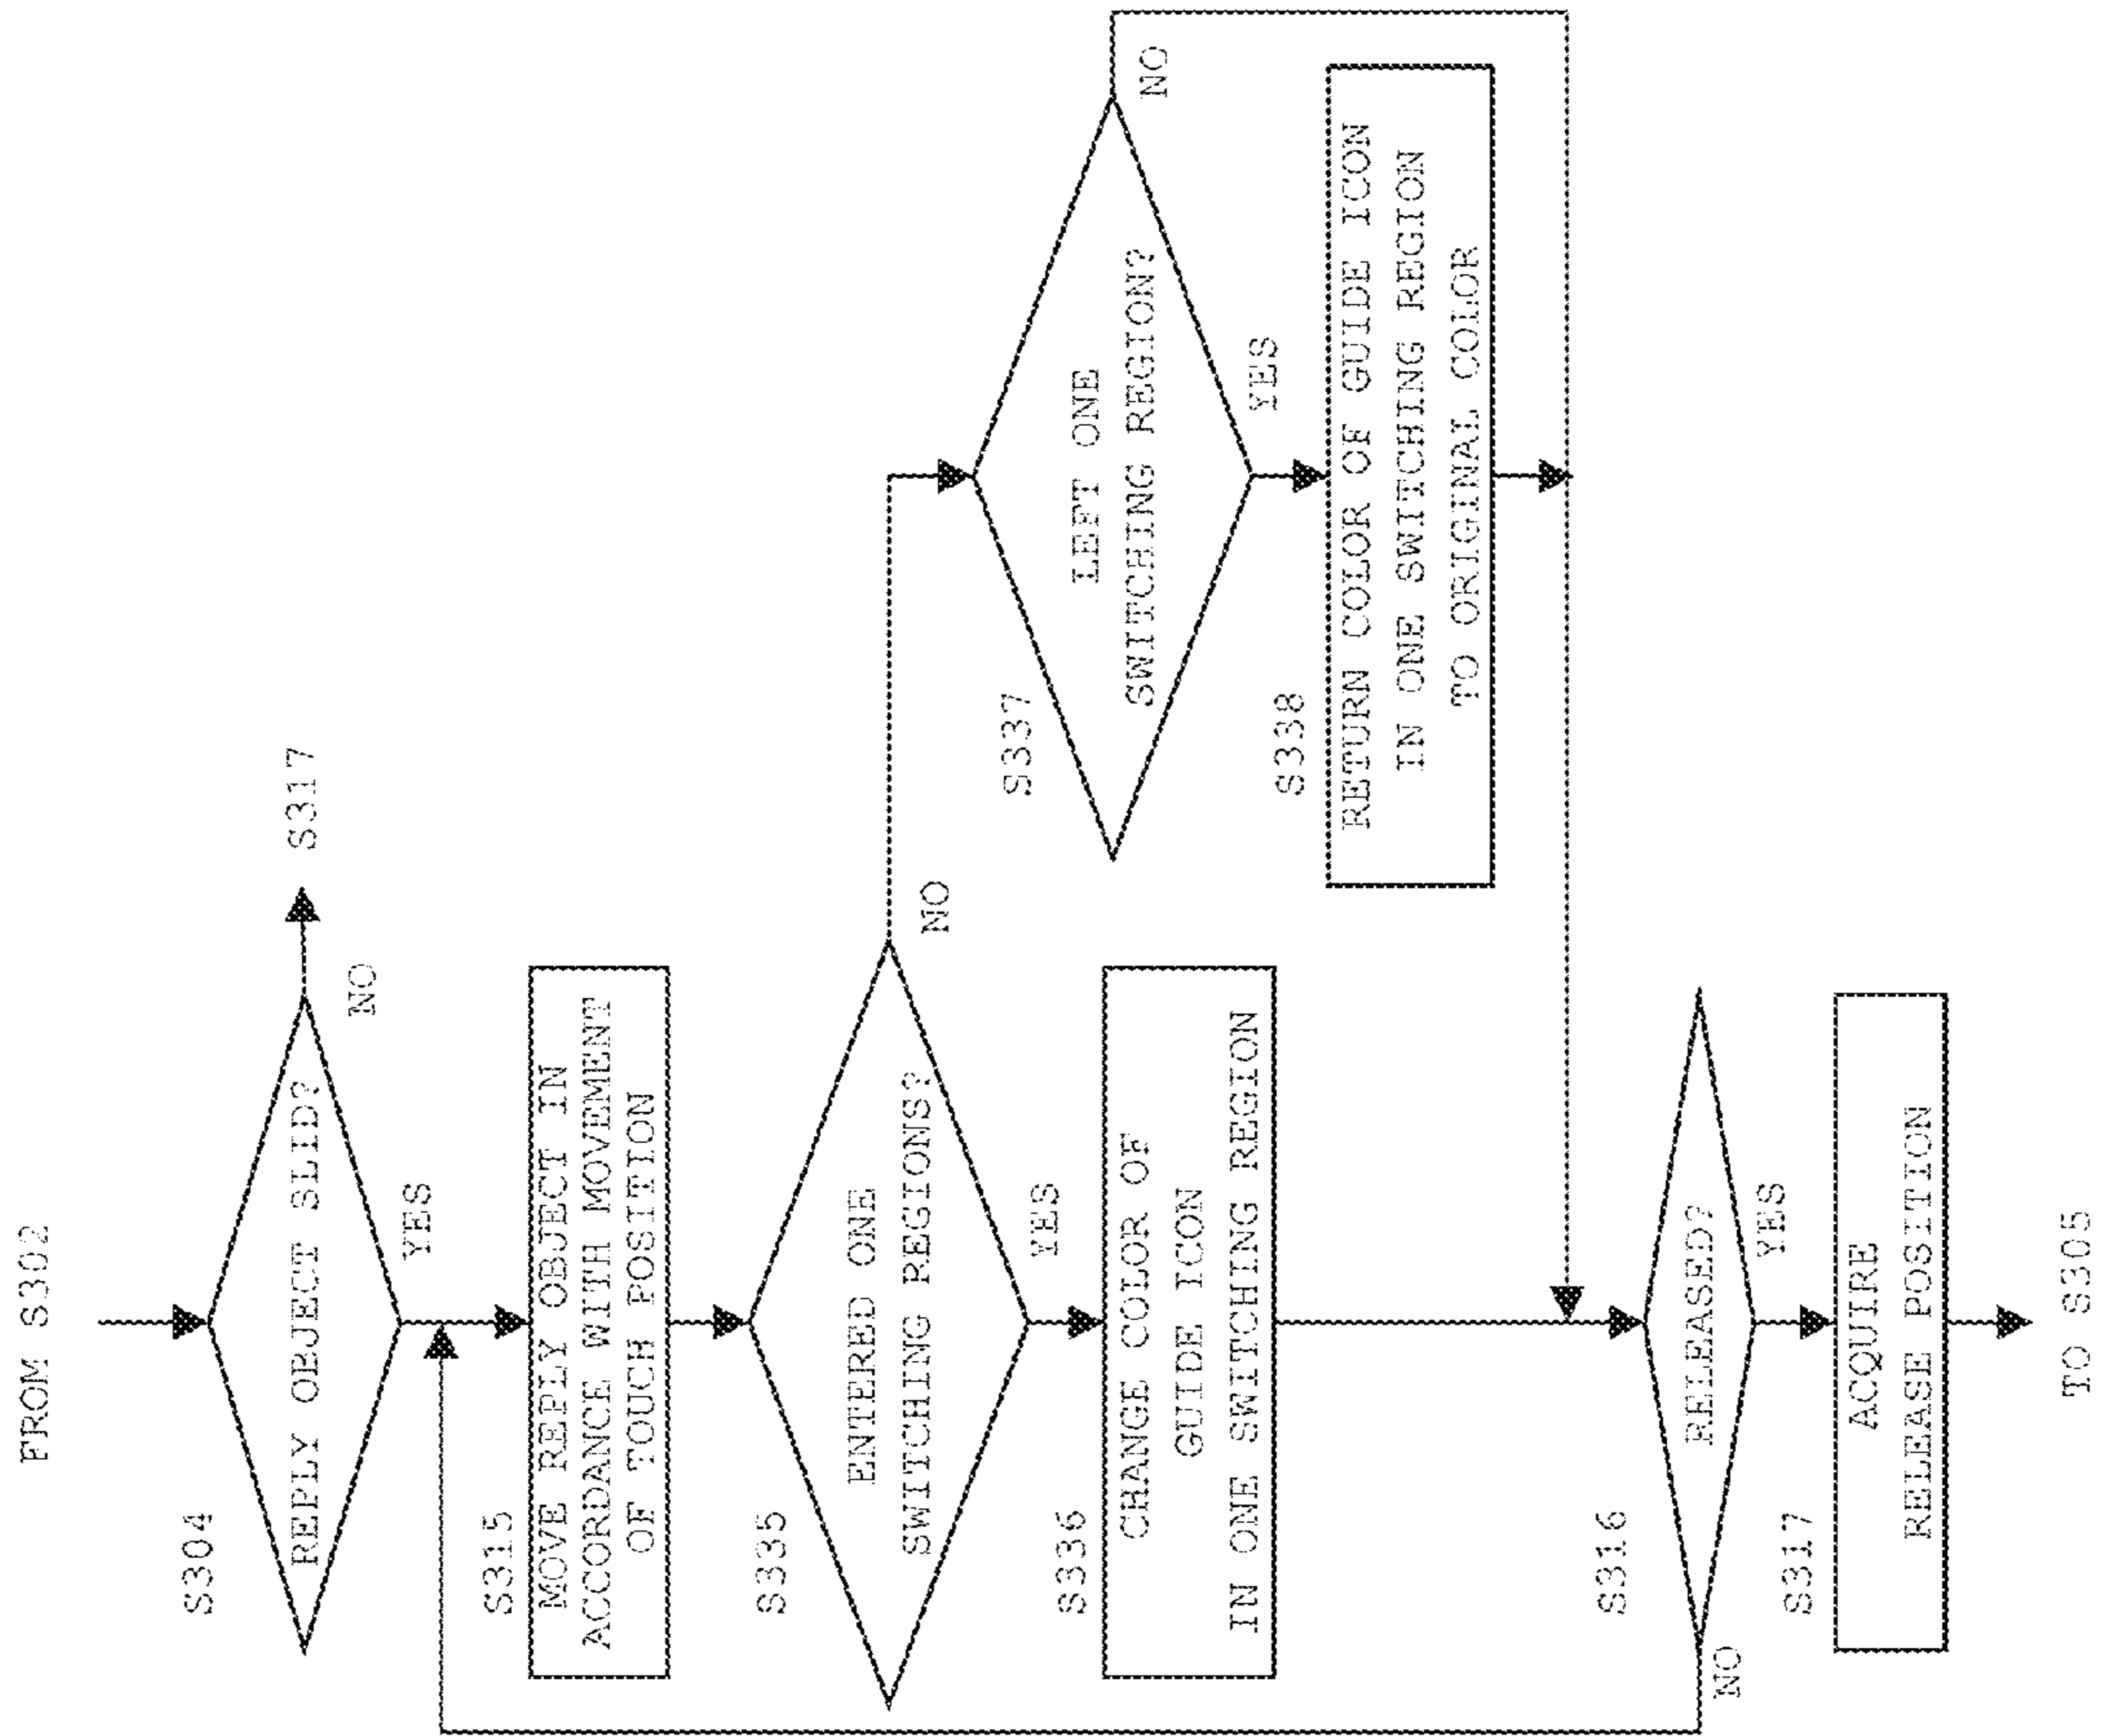 FROM S302
S304
REPLY OBJECT SLID?
NO
S317
YES
S315
MOVE REPLY OBJECT IN
ACCORDANCE WITH MOVEMENT
OF TOUCH POSITION
S335
ENTERED ONE
SWITCHING REGIONS?
NO
YES
S336
CHANGE COLOR OF
GUIDE ICON
IN ONE SWITCHING REGION
S337
LEFT ONE
SWITCHING REGION?
NO
YES
S338
RETURN COLOR OF GUIDE ICON
IN ONE SWITCHING REGION
TO ORIGINAL COLOR
S316
RELEASED?
NO
YES
S317
ACQUIRE
RELEASE POSITION
TO S305